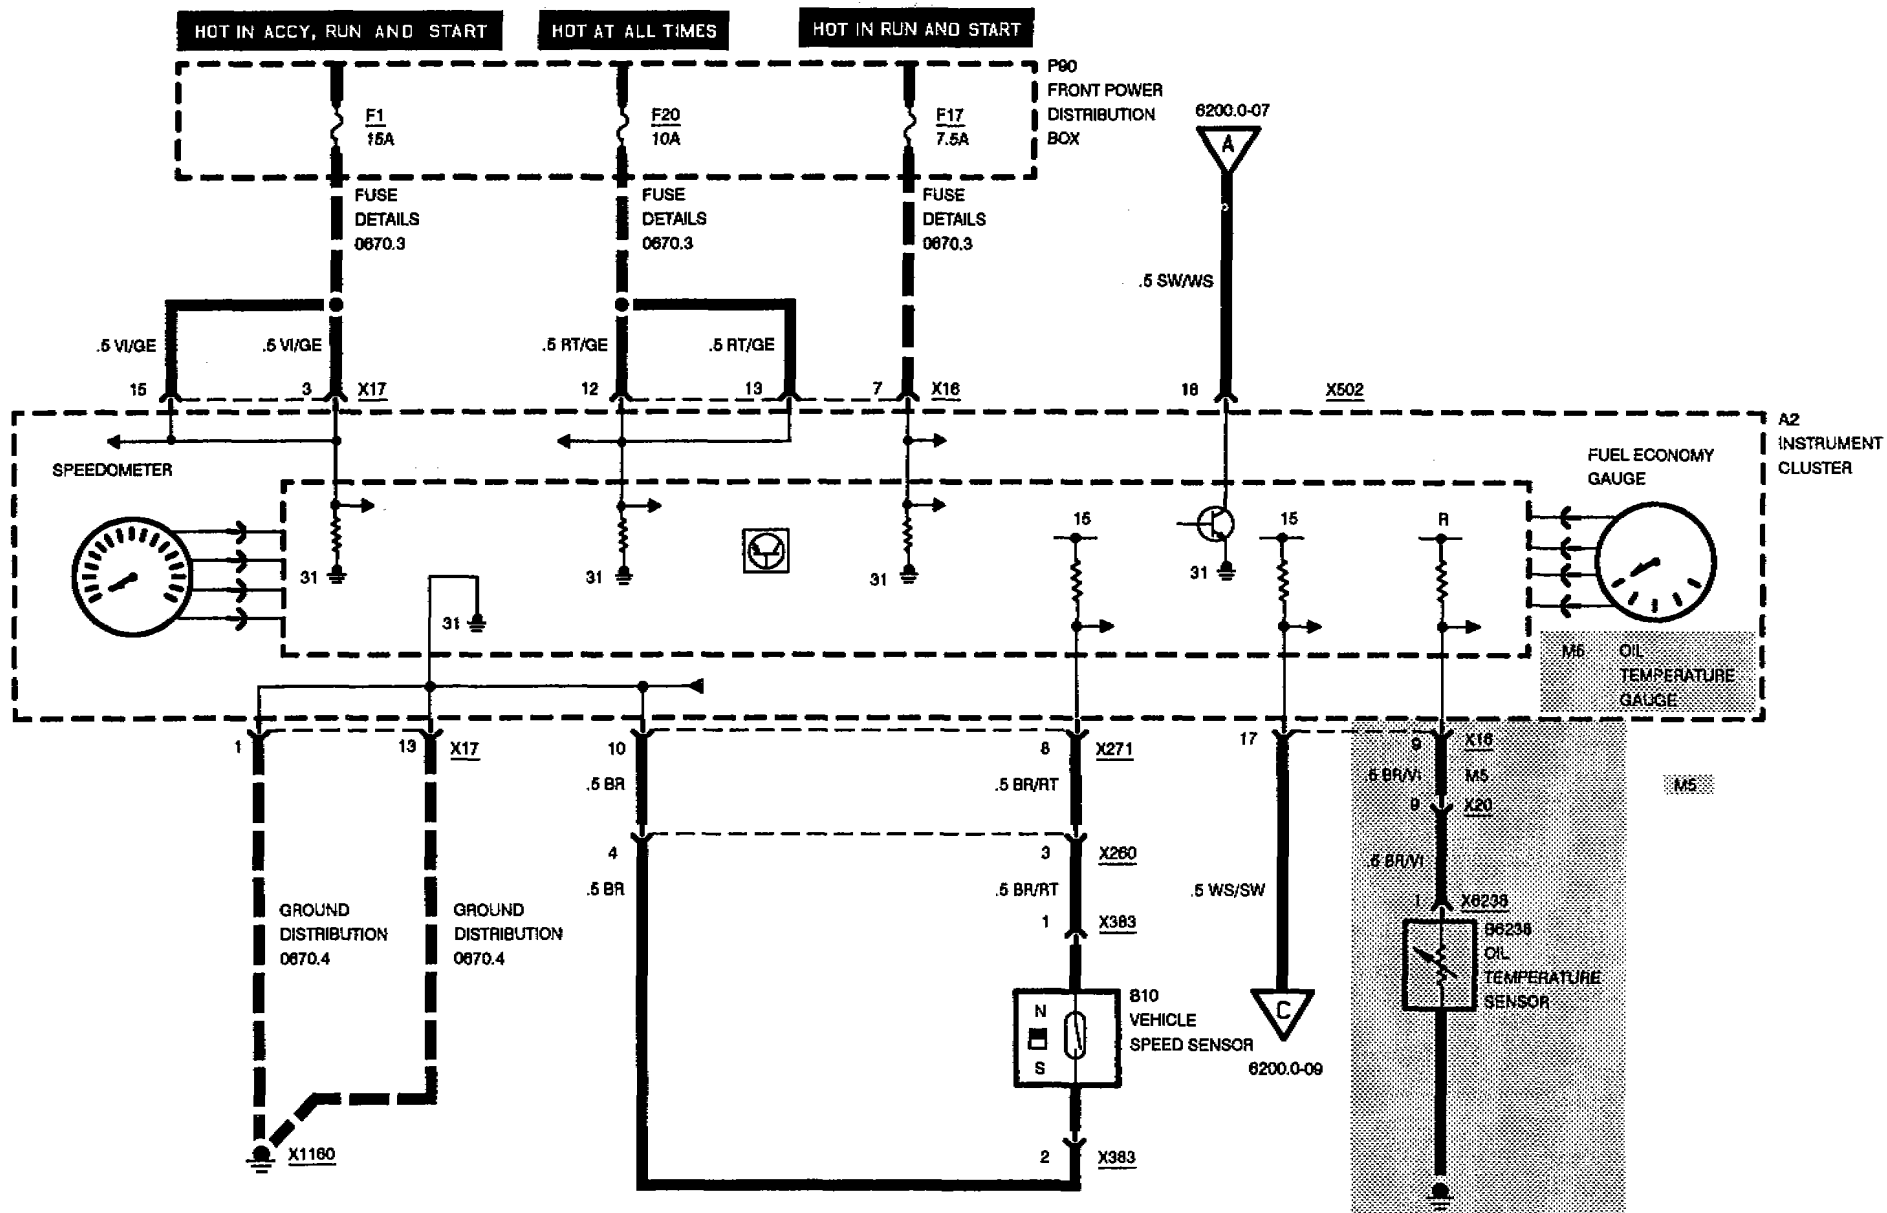 HOT IN ACCY, RUN AND START
HOT AT ALL TIMES
HOT IN RUN AND START
P90
FRONT POWER
DISTRIBUTION
BOX
F1
15A
F20
10A
F17
7.5A
6200.0-07
A
FUSE
DETAILS
0670.3
FUSE
DETAILS
0670.3
FUSE
DETAILS
0670.3
.5 SW/WS
.5 VI/GE
.5 VI/GE
.5 RT/GE
.5 RT/GE
15
3
X17
12
13
7
X16
18
X502
A2
INSTRUMENT
CLUSTER
SPEEDOMETER
FUEL ECONOMY
GAUGE
15
15
R
31
31
31
31
31
M5
OIL
TEMPERATURE
GAUGE
1
13
X17
10
8
X271
17
9
X16
.5 BR
.5 BR/RT
.5 BR/VI
M5
M5
9
X20
4
3
X260
.5 BR
.5 BR/RT
.5 WS/SW
.5 BR/VI
1
X6238
1
X383
GROUND
DISTRIBUTION
0670.4
GROUND
DISTRIBUTION
0670.4
B6238
OIL
TEMPERATURE
SENSOR
N
S
B10
VEHICLE
SPEED SENSOR
C
6200.0-09
X1160
2
X383